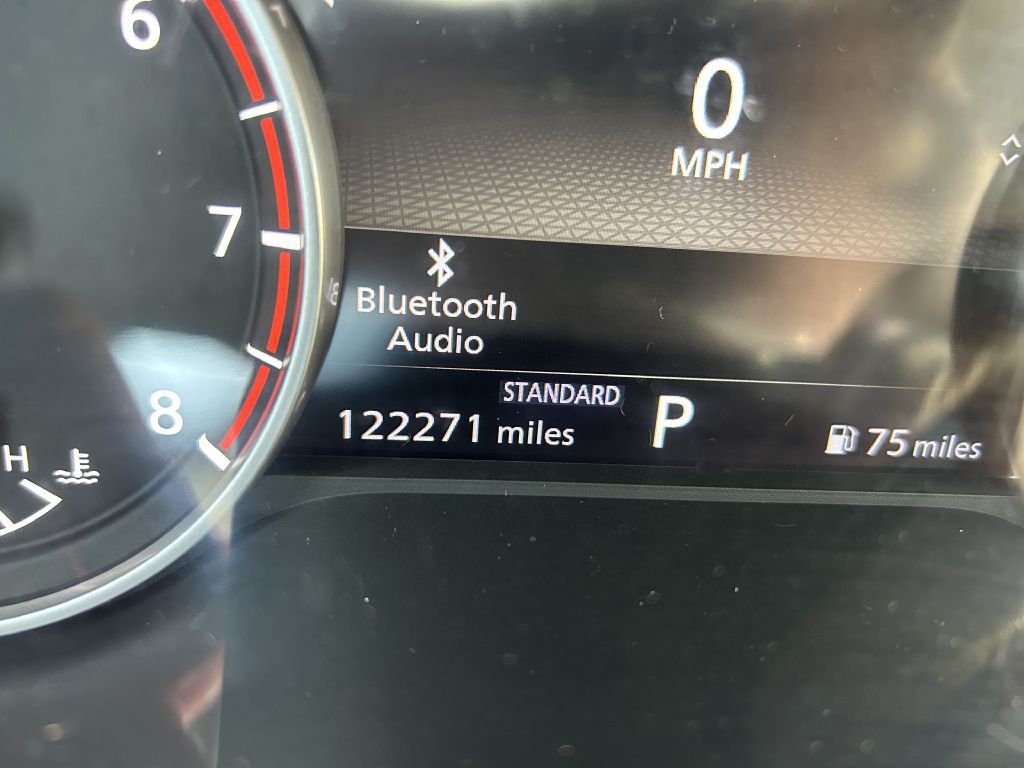 6
0
MPH
7
Bluetooth
Audio
STANDARD
8
122271 miles
P
75 miles
H